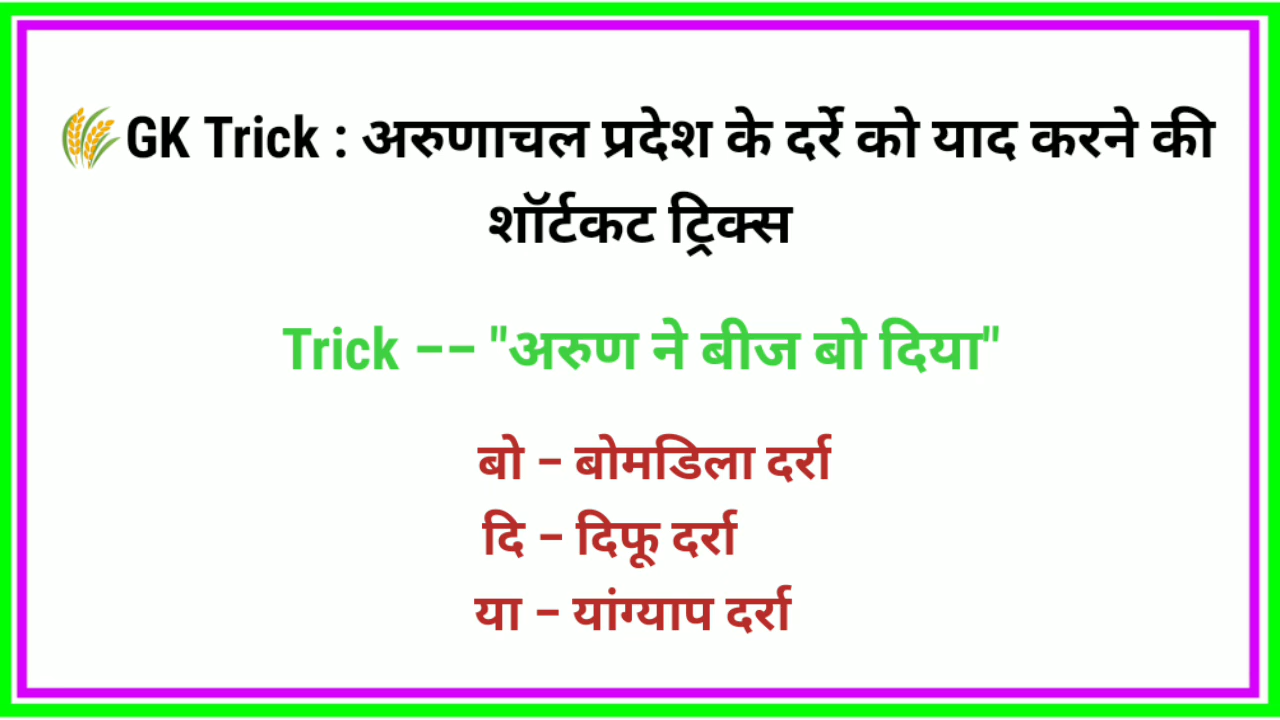 🌾GK Trick : अरुणाचल प्रदेश के दर्रे को याद करने की
शॉर्टकट ट्रिक्स
Trick –– "अरुण ने बीज बो दिया"
बो – बोमडिला दर्रा
दि – दिफू दर्रा
या – यांग्याप दर्रा